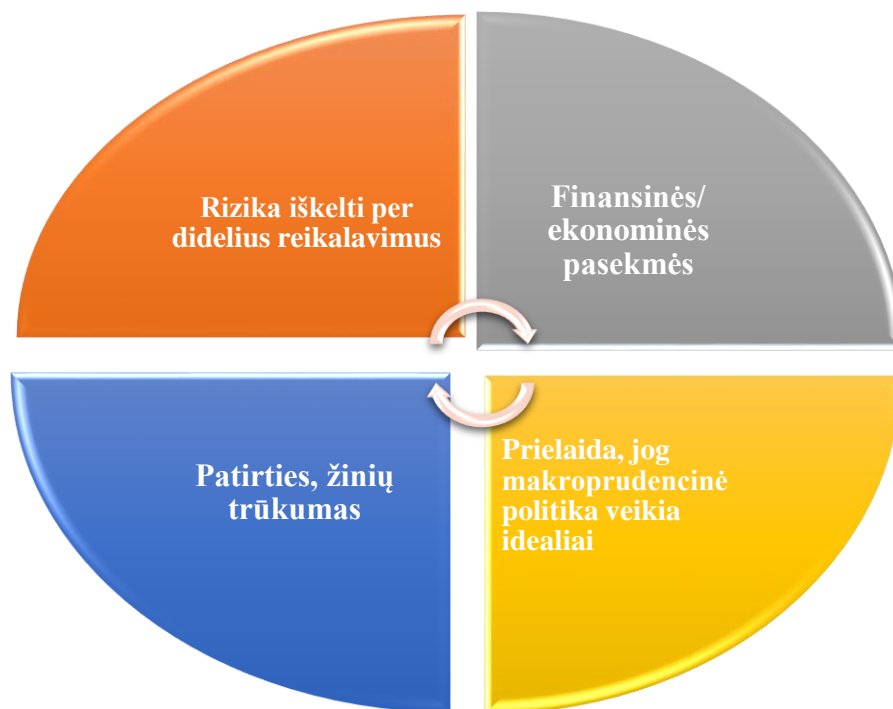 Rizika iškelti per
didelius reikalavimus
Finansinės/
ekonominės
pasekmės
Patirties, žinių
trūkumas
Prielaida, jog
makroprudencinė
politika veikia
idealiai